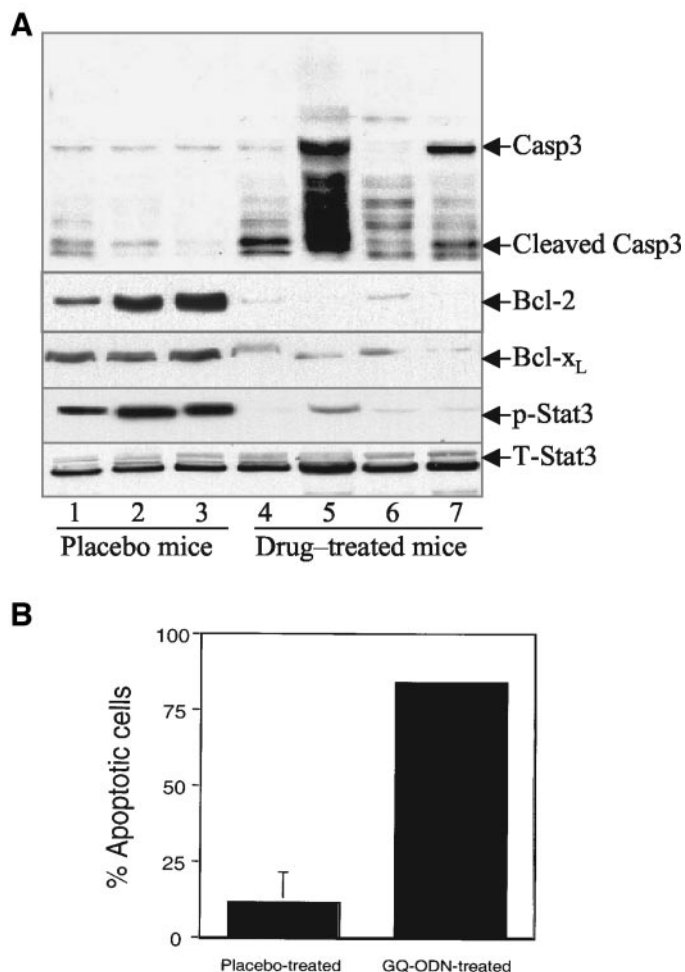 A
Casp3
Cleaved Casp3
Bcl-2
Bcl-xL
p-Stat3
T-Stat3
1 2 3 4 5 6 7
Placebo mice Drug–treated mice
B
100
75
50
25
0
% Apoptotic cells
Placebo-treated GQ-ODN-treated